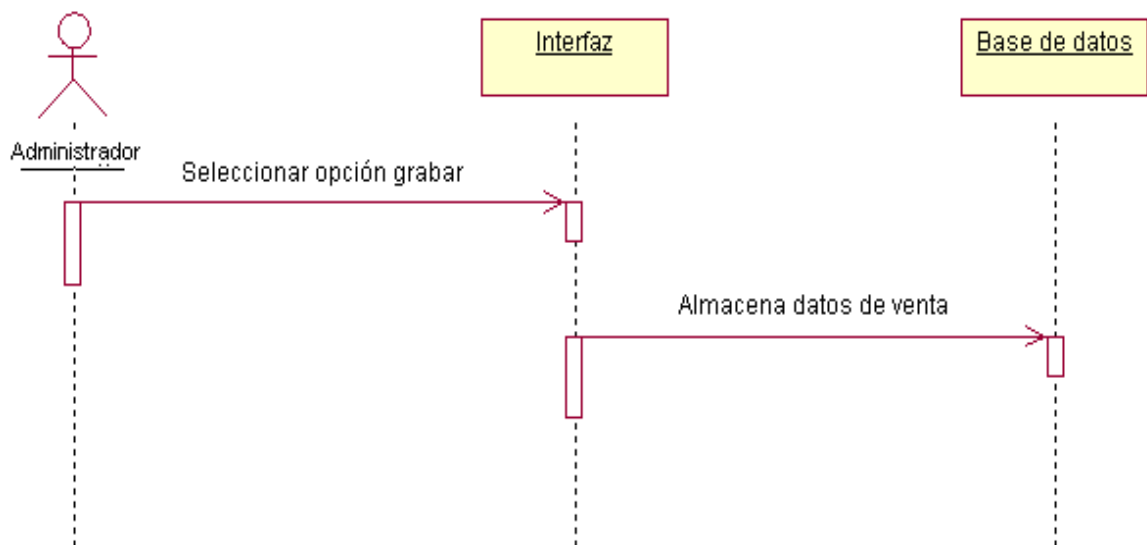 Interfaz
Base de datos
Administrador
Seleccionar opción grabar
Almacena datos de venta